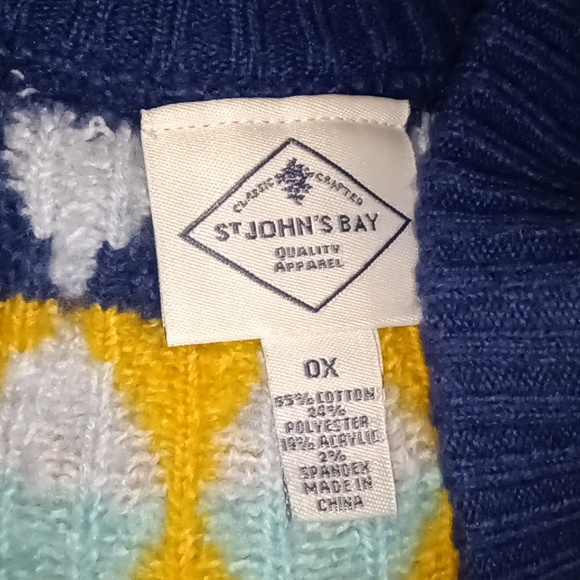 CLASSIC CRAFTED
ST JOHN'S BAY
QUALITY
APPAREL
0X
55% COTTON
24%
POLYESTER
19% ACRYLIC
2%
SPANDEX
MADE IN
CHINA